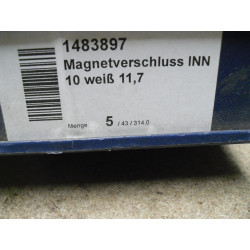 1483897
Magnetverschluss INN
10 weiß 11,7
Menge 5 / 43 / 314.0